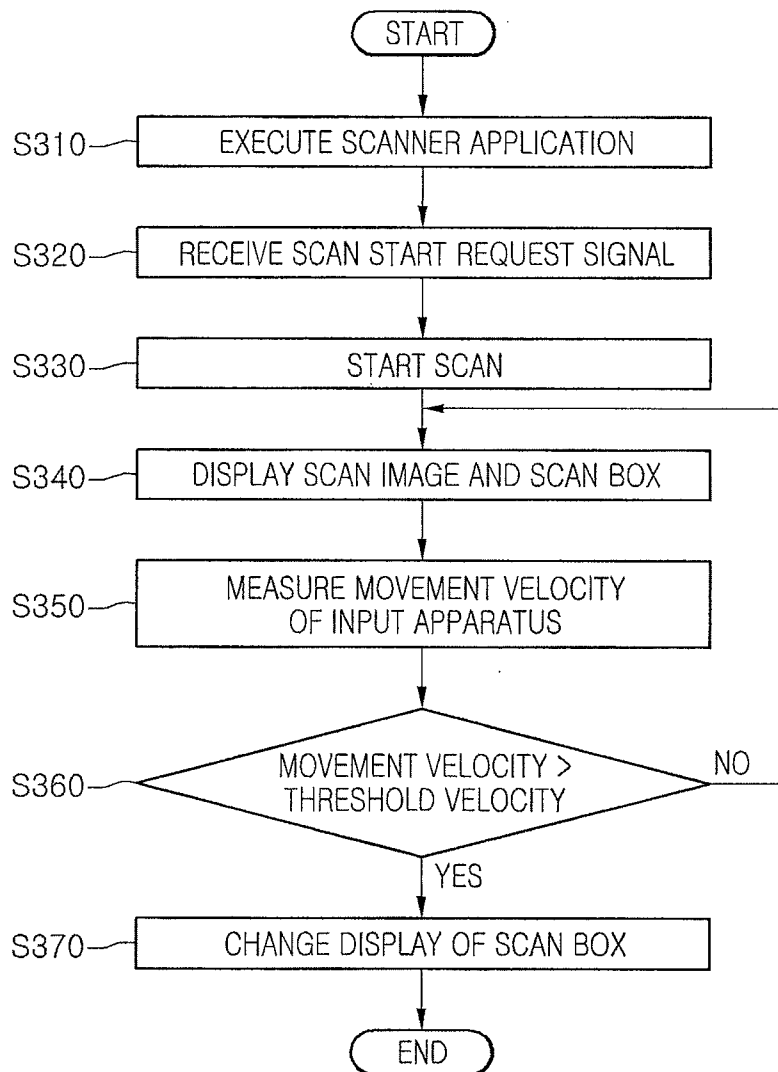 START
S310
EXECUTE SCANNER APPLICATION
S320
RECEIVE SCAN START REQUEST SIGNAL
S330
START SCAN
S340
DISPLAY SCAN IMAGE AND SCAN BOX
S350
MEASURE MOVEMENT VELOCITY
OF INPUT APPARATUS
S360
MOVEMENT VELOCITY >
THRESHOLD VELOCITY
NO
YES
S370
CHANGE DISPLAY OF SCAN BOX
END